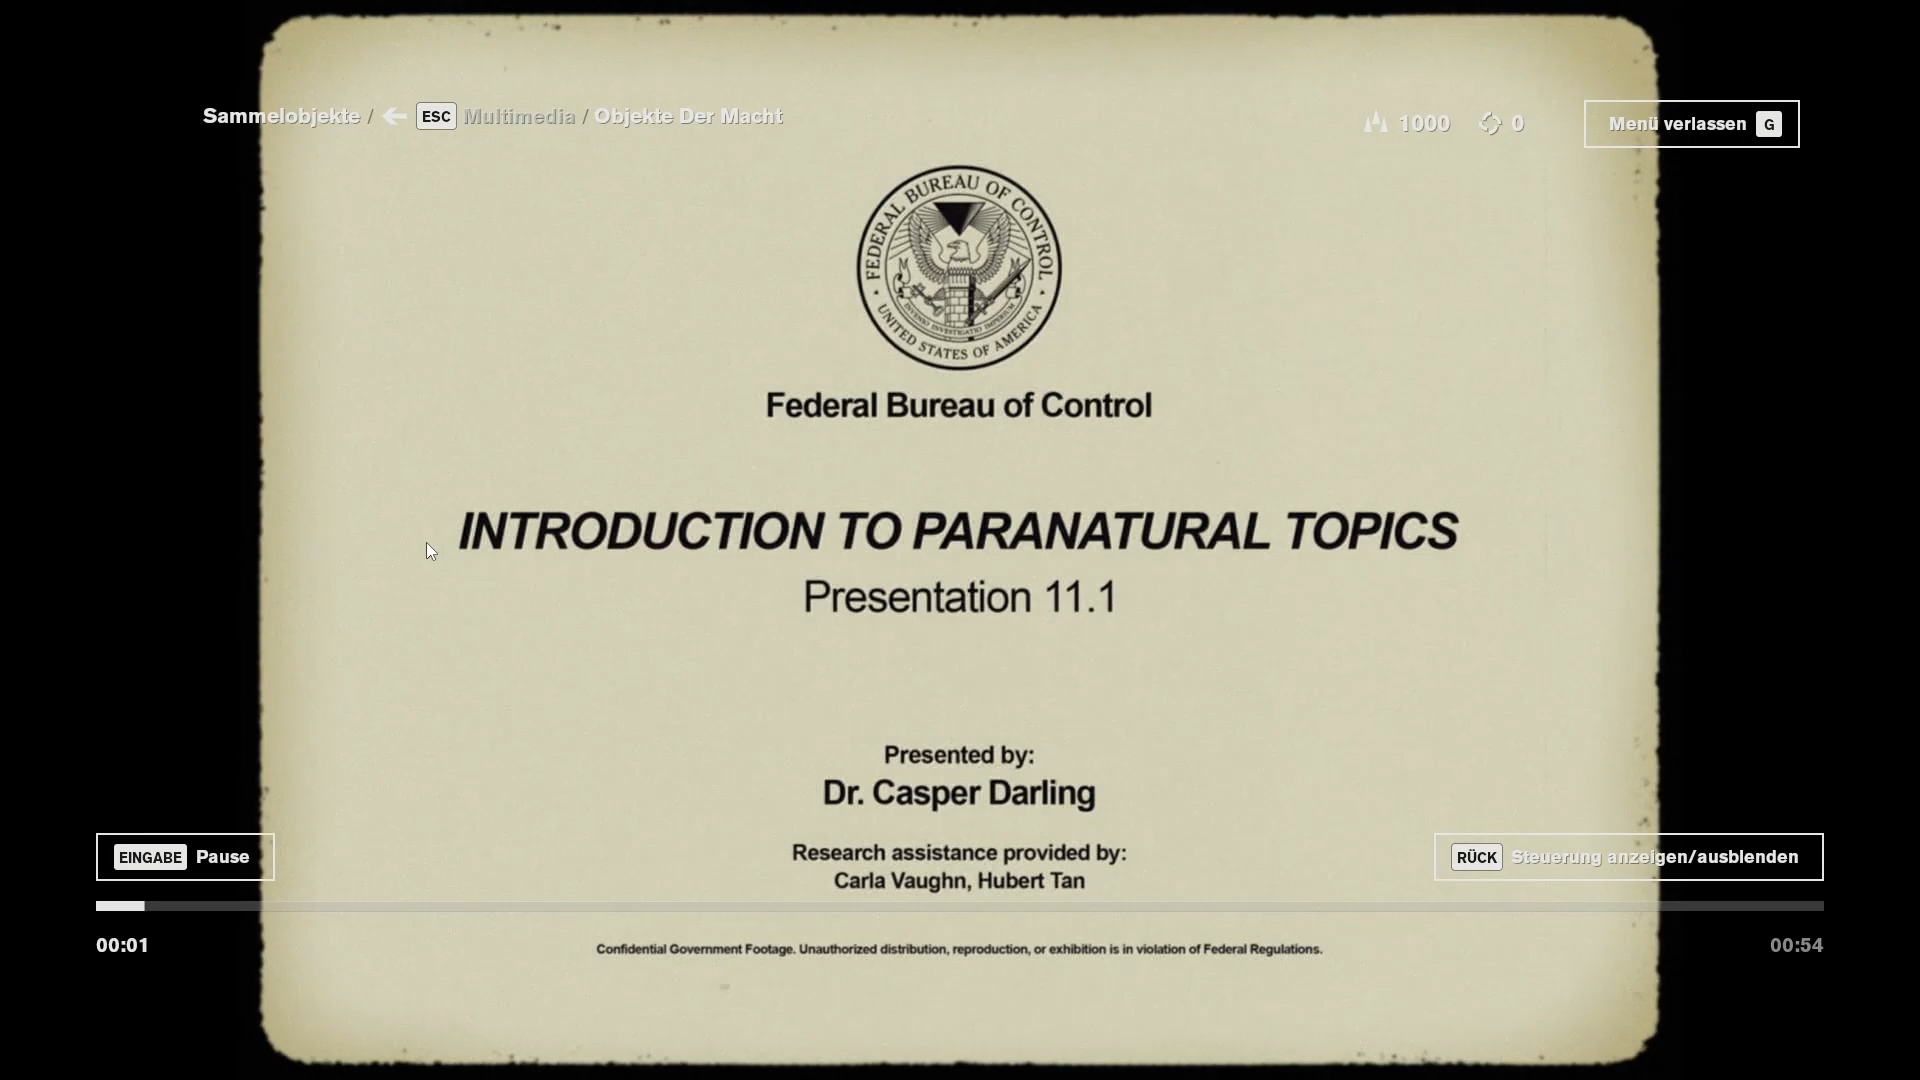 Sammelobjekte / ESC Multimedia / Objekte Der Macht
1000 0
Menü verlassen G
FEDERAL BUREAU OF CONTROL
INVENIO INVESTIGATIO IMPERIUM
UNITED STATES OF AMERICA
Federal Bureau of Control
INTRODUCTION TO PARANATURAL TOPICS
Presentation 11.1
Presented by:
Dr. Casper Darling
Research assistance provided by:
Carla Vaughn, Hubert Tan
EINGABE Pause
RÜCK Steuerung anzeigen/ausblenden
00:01
00:54
Confidential Government Footage. Unauthorized distribution, reproduction, or exhibition is in violation of Federal Regulations.